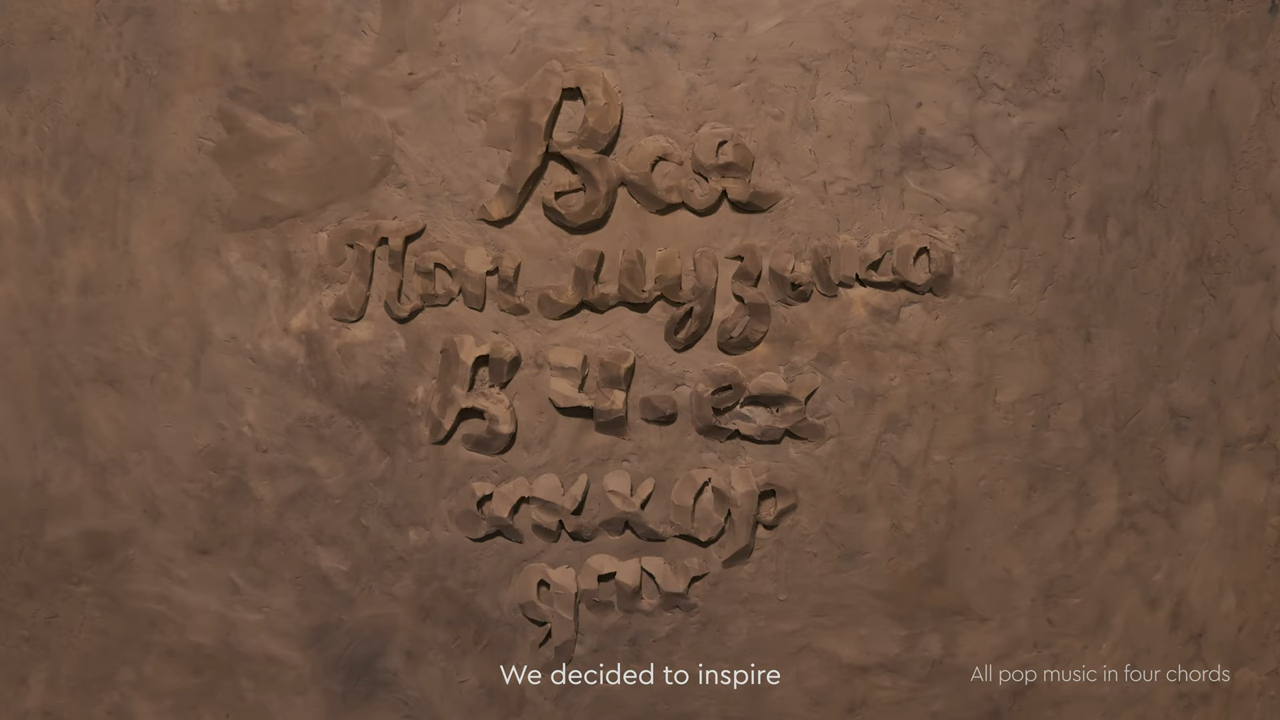 Вся
Поп музыка
В 4-ех
аккор
дах
We decided to inspire
All pop music in four chords